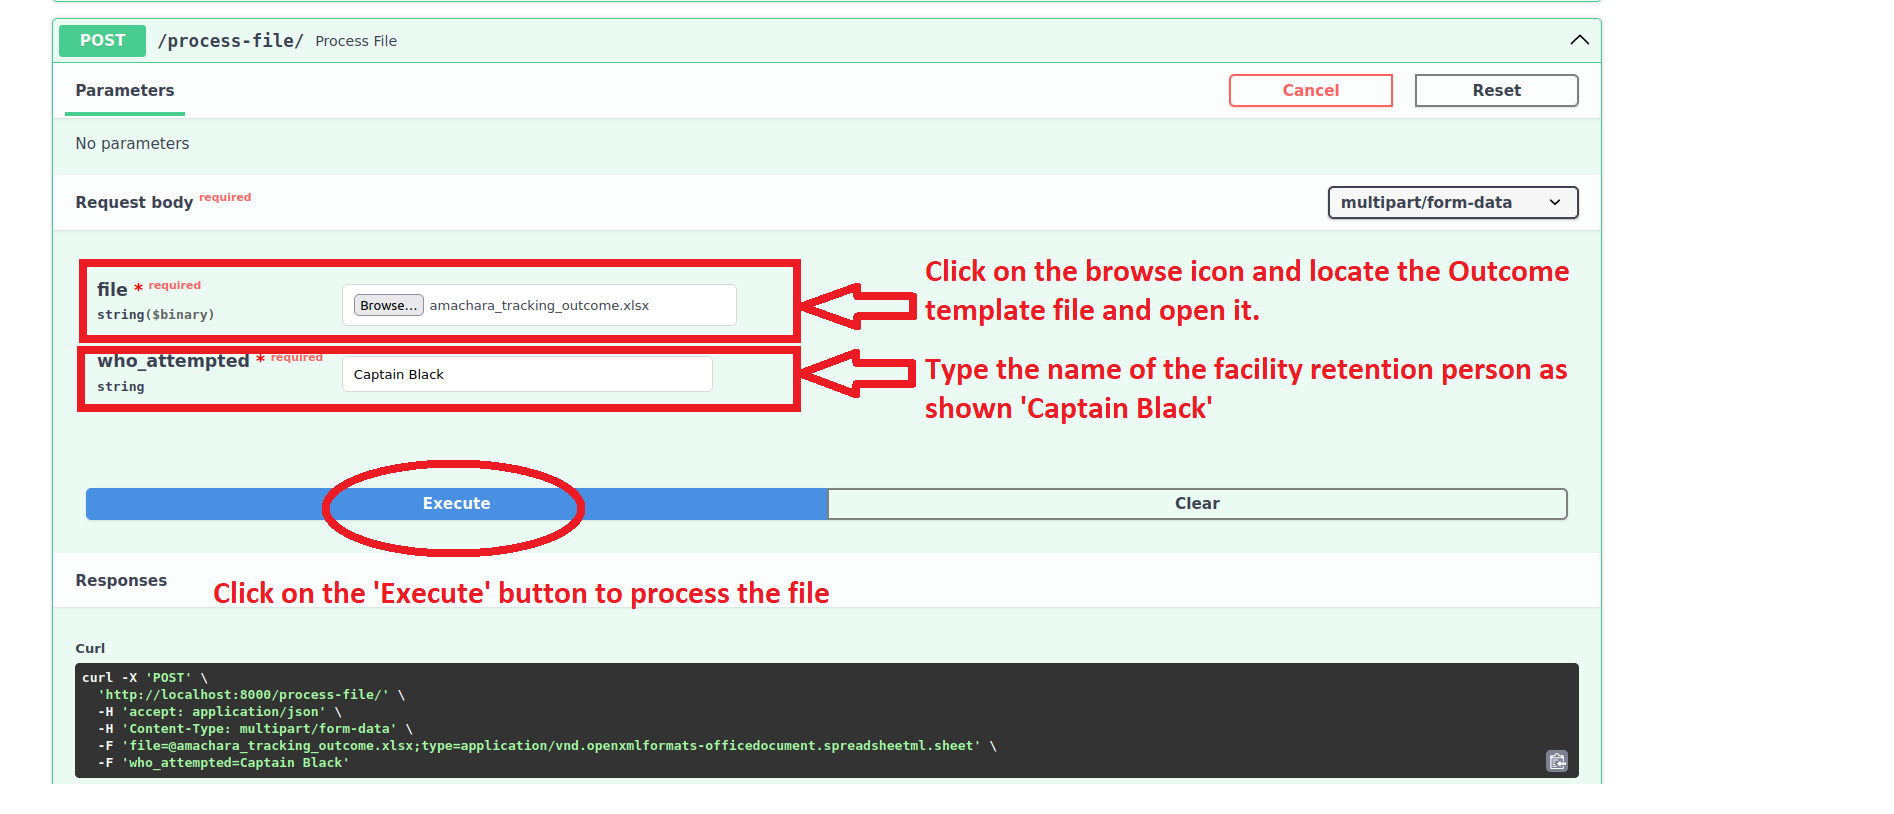 POST /process-file/ Process File
Parameters
Cancel
Reset
No parameters
Request body required
multipart/form-data
file * required
string($binary)
Browse... amachara_tracking_outcome.xlsx
Click on the browse icon and locate the Outcome
template file and open it.
who_attempted * required
string
Captain Black
Type the name of the facility retention person as
shown 'Captain Black'
Execute
Clear
Responses
Click on the 'Execute' button to process the file
Curl
curl -X 'POST' \
'http://localhost:8000/process-file/' \
-H 'accept: application/json' \
-H 'Content-Type: multipart/form-data' \
-F 'file=@amachara_tracking_outcome.xlsx;type=application/vnd.openxmlformats-officedocument.spreadsheetml.sheet' \
-F 'who_attempted=Captain Black'